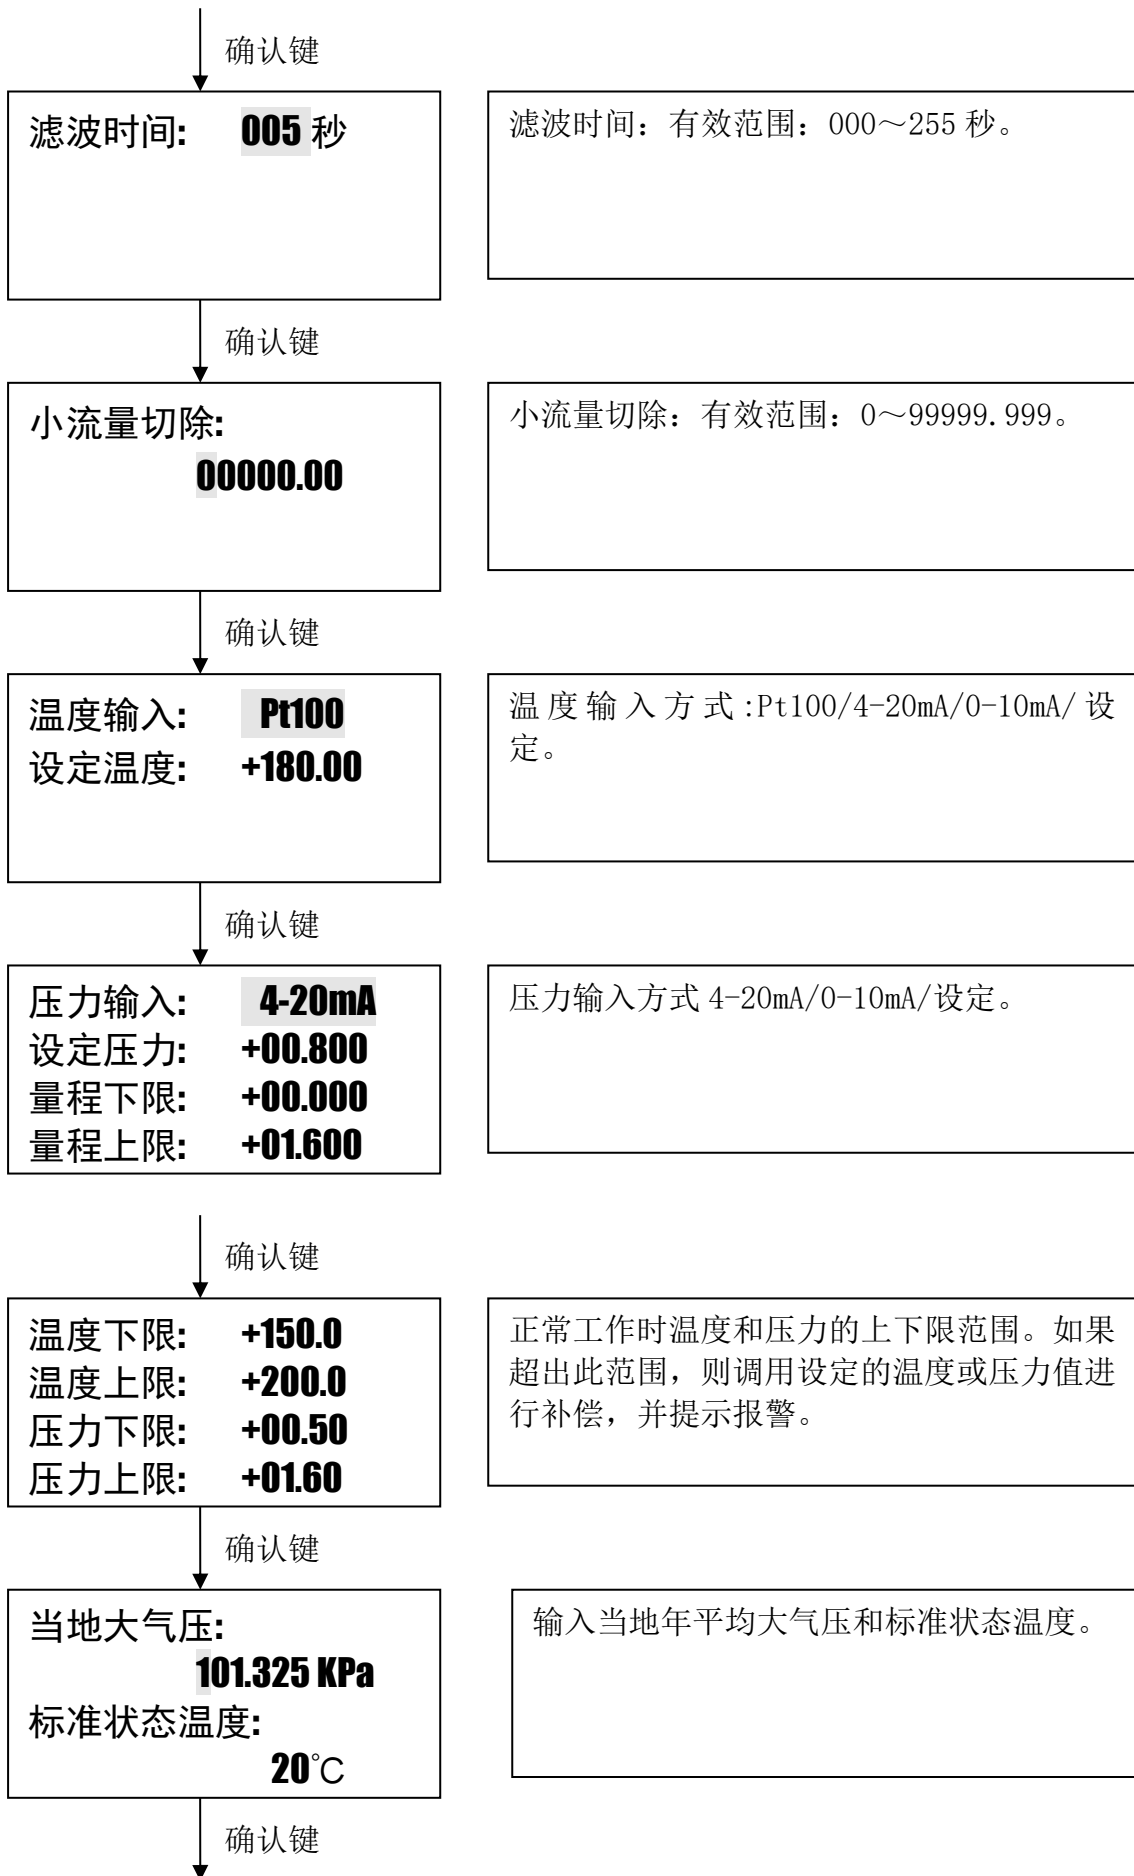 确认键
滤波时间: 005 秒
滤波时间：有效范围：000～255 秒。
确认键
小流量切除:
00000.00
小流量切除：有效范围：0～99999.999。
确认键
温度输入: Pt100
设定温度: +180.00
温度输入方式:Pt100/4-20mA/0-10mA/设
定。
确认键
压力输入: 4-20mA
设定压力: +00.800
量程下限: +00.000
量程上限: +01.600
压力输入方式 4-20mA/0-10mA/设定。
确认键
温度下限: +150.0
温度上限: +200.0
压力下限: +00.50
压力上限: +01.60
正常工作时温度和压力的上下限范围。如果
超出此范围，则调用设定的温度或压力值进
行补偿，并提示报警。
确认键
当地大气压:
101.325 KPa
标准状态温度:
20℃
输入当地年平均大气压和标准状态温度。
确认键